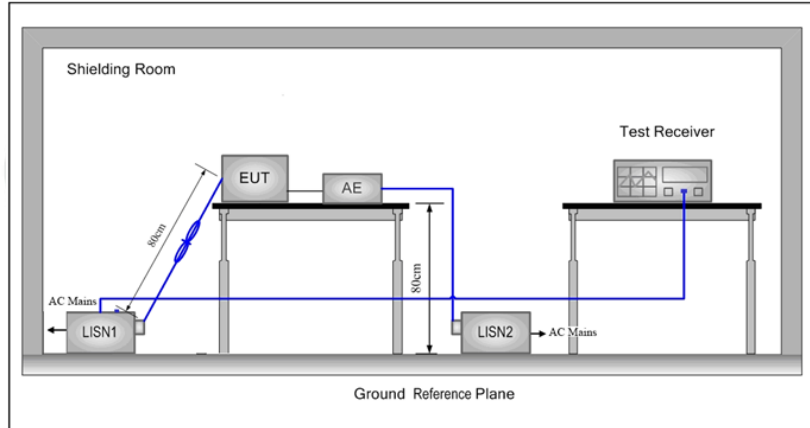 Shielding Room
Test Receiver
EUT
AE
80cm
80cm
AC Mains
LISN1
LISN2
AC Mains
Ground Reference Plane